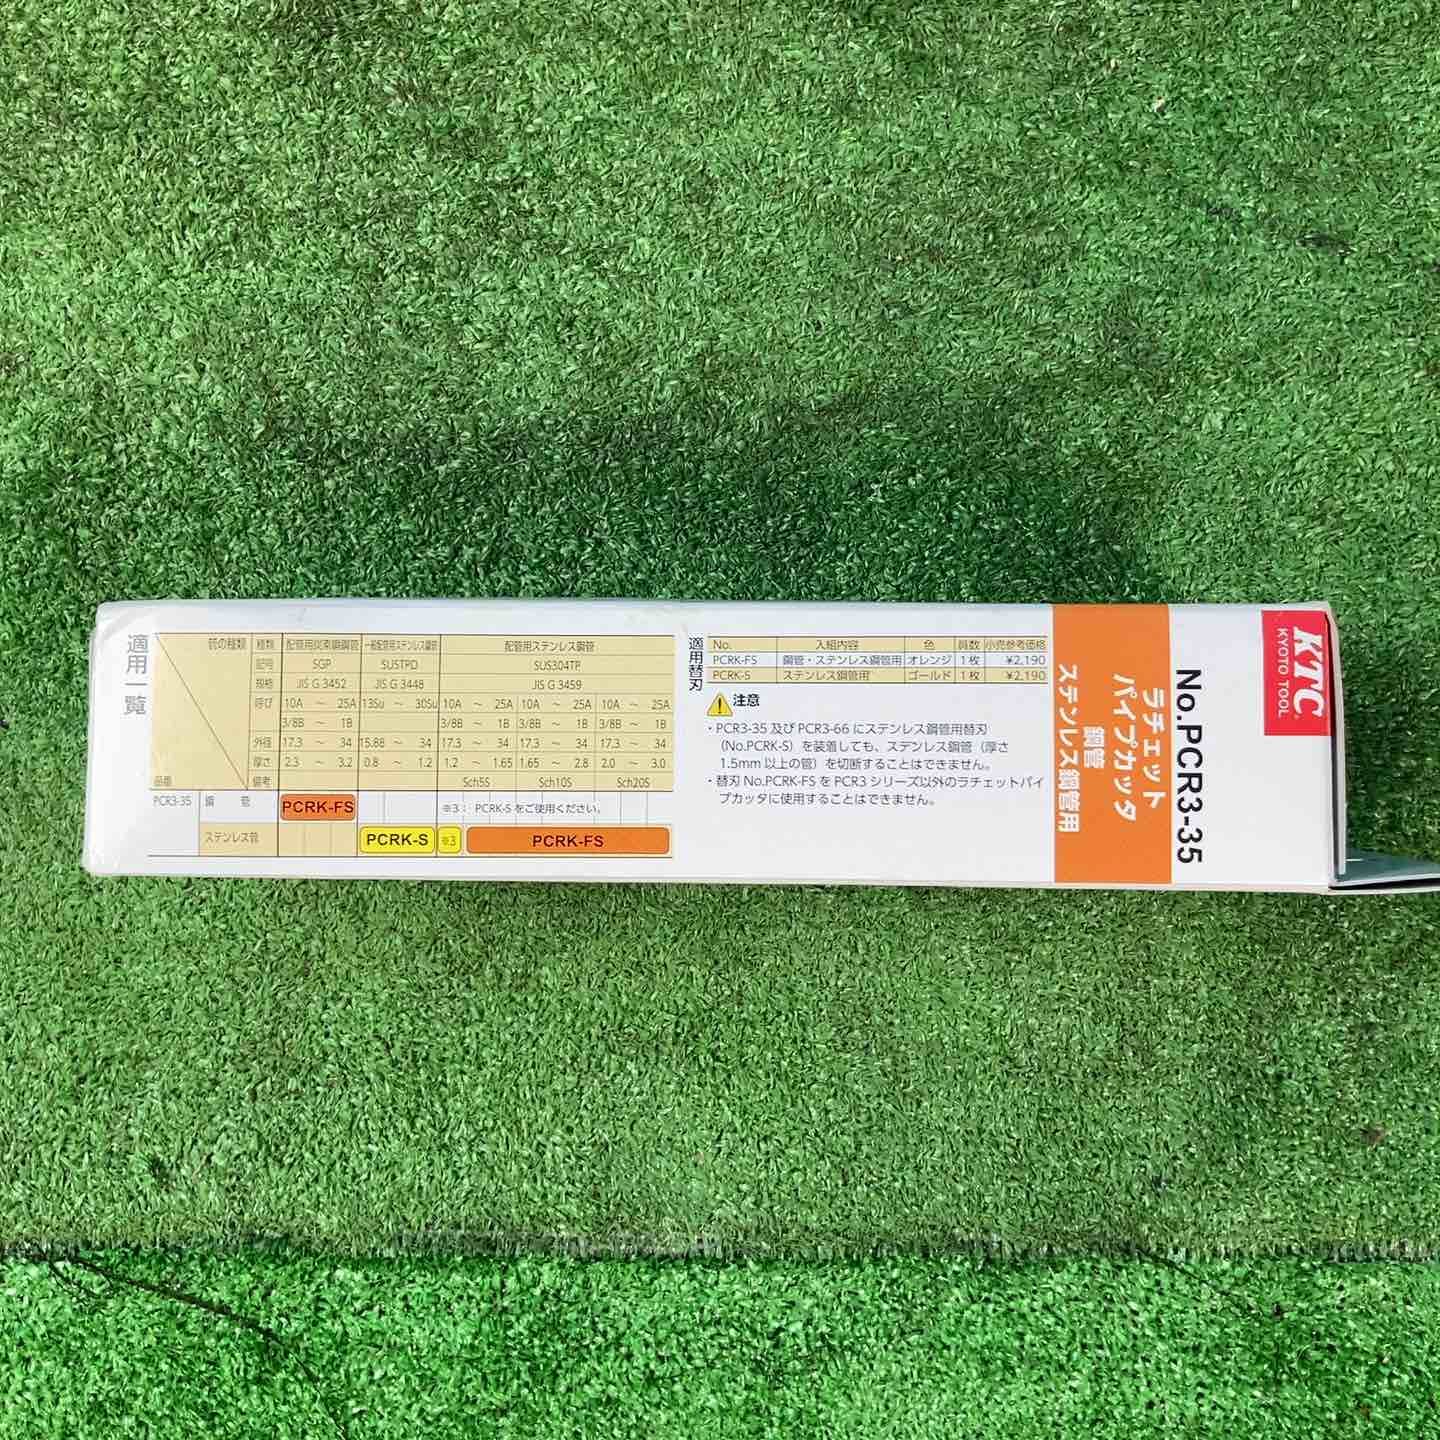 適用一覧
管の種類 種類 配管用炭素鋼鋼管 一般配管用ステンレス鋼管 配管用ステンレス鋼管
記号 SGP SUSTPD SUS304TP
規格 JIS G 3452 JIS G 3448 JIS G 3459
呼び 10A ～ 25A 13Su ～ 30Su 10A ～ 25A 10A ～ 25A 10A ～ 25A
3/8B ～ 1B 3/8B ～ 1B 3/8B ～ 1B 3/8B ～ 1B
外径 17.3 ～ 34 15.88 ～ 34 17.3 ～ 34 17.3 ～ 34 17.3 ～ 34
厚さ 2.3 ～ 3.2 0.8 ～ 1.2 1.2 ～ 1.65 1.65 ～ 2.8 2.0 ～ 3.0
品番 備考 Sch5S Sch10S Sch20S
PCR3-35 鋼管 PCRK-FS ※3： PCRK-S をご使用ください。
ステンレス管 PCRK-S ※3 PCRK-FS
適用替刃
No. 入組内容 色 員数 小売参考価格
PCRK-FS 鋼管・ステンレス鋼管用 オレンジ 1枚 ¥2,190
PCRK-S ステンレス鋼管用 ゴールド 1枚 ¥2,190
注意
・PCR3-35 及び PCR3-66 にステンレス鋼管用替刃
（No.PCRK-S）を装着しても、ステンレス鋼管（厚さ
1.5mm 以上の管）を切断することはできません。
・替刃 No.PCRK-FS を PCR3 シリーズ以外のラチェットパイ
プカッタに使用することはできません。
KTC
KYOTO TOOL
No.PCR3-35
ラチェット
パイプカッタ
鋼管
ステンレス鋼管用